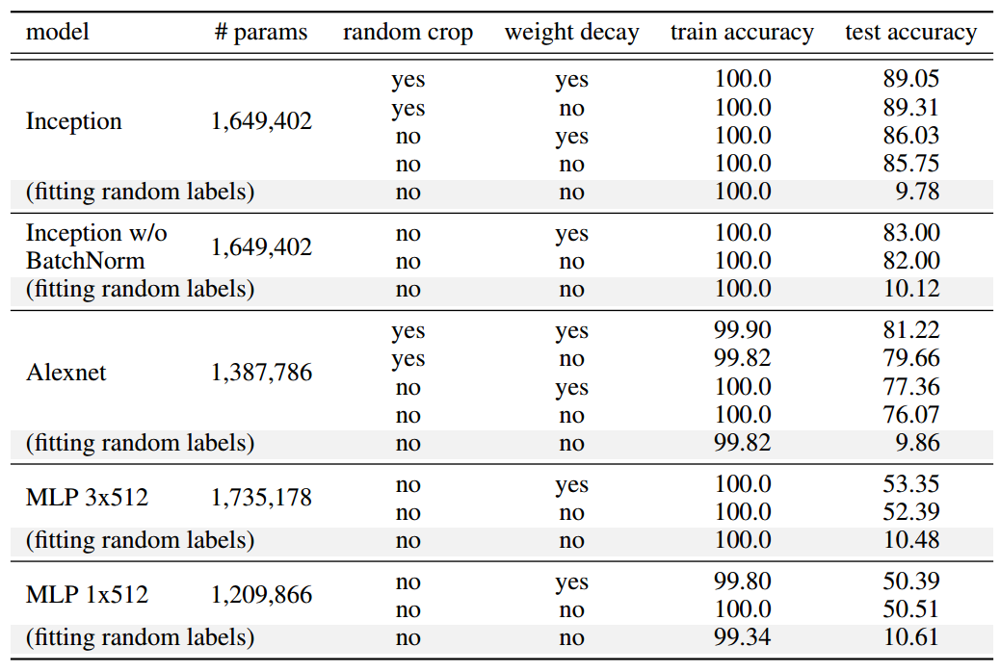 model # params random crop weight decay train accuracy test accuracy
yes yes 100.0 89.05
yes no 100.0 89.31
Inception 1,649,402
no yes 100.0 86.03
no no 100.0 85.75
(fitting random labels) no no 100.0 9.78
Inception w/o no yes 100.0 83.00
1,649,402
BatchNorm no no 100.0 82.00
(fitting random labels) no no 100.0 10.12
yes yes 99.90 81.22
yes no 99.82 79.66
Alexnet 1,387,786
no yes 100.0 77.36
no no 100.0 76.07
(fitting random labels) no no 99.82 9.86
no yes 100.0 53.35
MLP 3x512 1,735,178
no no 100.0 52.39
(fitting random labels) no no 100.0 10.48
no yes 99.80 50.39
MLP 1x512 1,209,866
no no 100.0 50.51
(fitting random labels) no no 99.34 10.61